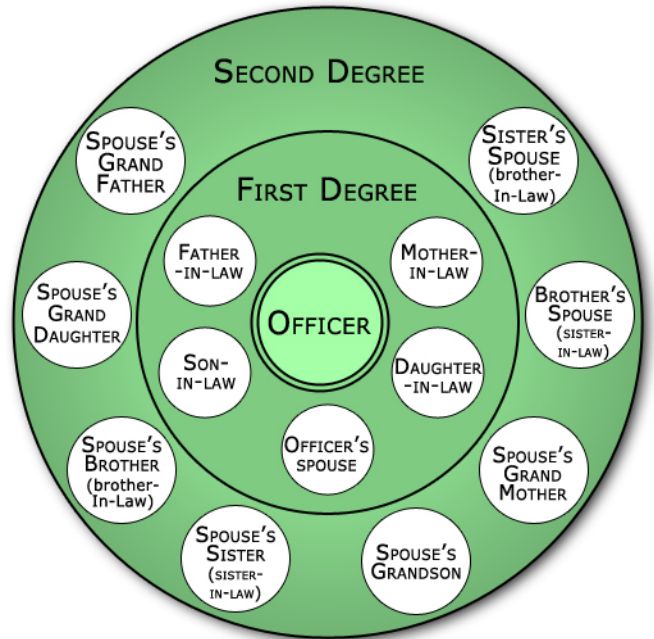 SECOND DEGREE
SPOUSE'S
GRAND
FATHER
SISTER'S
SPOUSE
(brother-
In-Law)
FIRST DEGREE
FATHER
-IN-LAW
MOTHER-
IN-LAW
SPOUSE'S
GRAND
DAUGHTER
OFFICER
BROTHER'S
SPOUSE
(SISTER-
IN-LAW)
SON-
IN-LAW
DAUGHTER
-IN-LAW
OFFICER'S
SPOUSE
SPOUSE'S
BROTHER
(brother-
In-Law)
SPOUSE'S
GRAND
MOTHER
SPOUSE'S
SISTER
(SISTER-
IN-LAW)
SPOUSE'S
GRANDSON